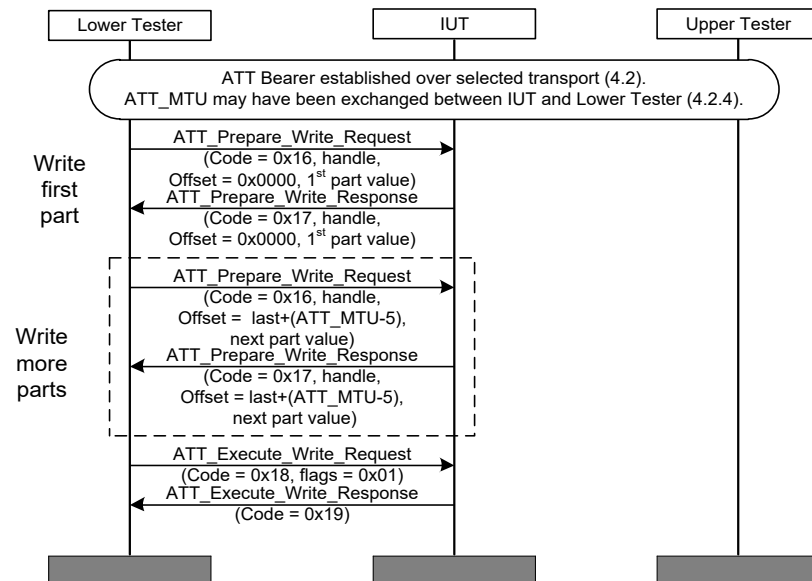 Lower Tester
IUT
Upper Tester
ATT Bearer established over selected transport (4.2).
ATT_MTU may have been exchanged between IUT and Lower Tester (4.2.4).
Write
first
part
ATT_Prepare_Write_Request
(Code = 0x16, handle,
Offset = 0x0000, 1st part value)
ATT_Prepare_Write_Response
(Code = 0x17, handle,
Offset = 0x0000, 1st part value)
Write
more
parts
ATT_Prepare_Write_Request
(Code = 0x16, handle,
Offset = last+(ATT_MTU-5),
next part value)
ATT_Prepare_Write_Response
(Code = 0x17, handle,
Offset = last+(ATT_MTU-5),
next part value)
ATT_Execute_Write_Request
(Code = 0x18, flags = 0x01)
ATT_Execute_Write_Response
(Code = 0x19)